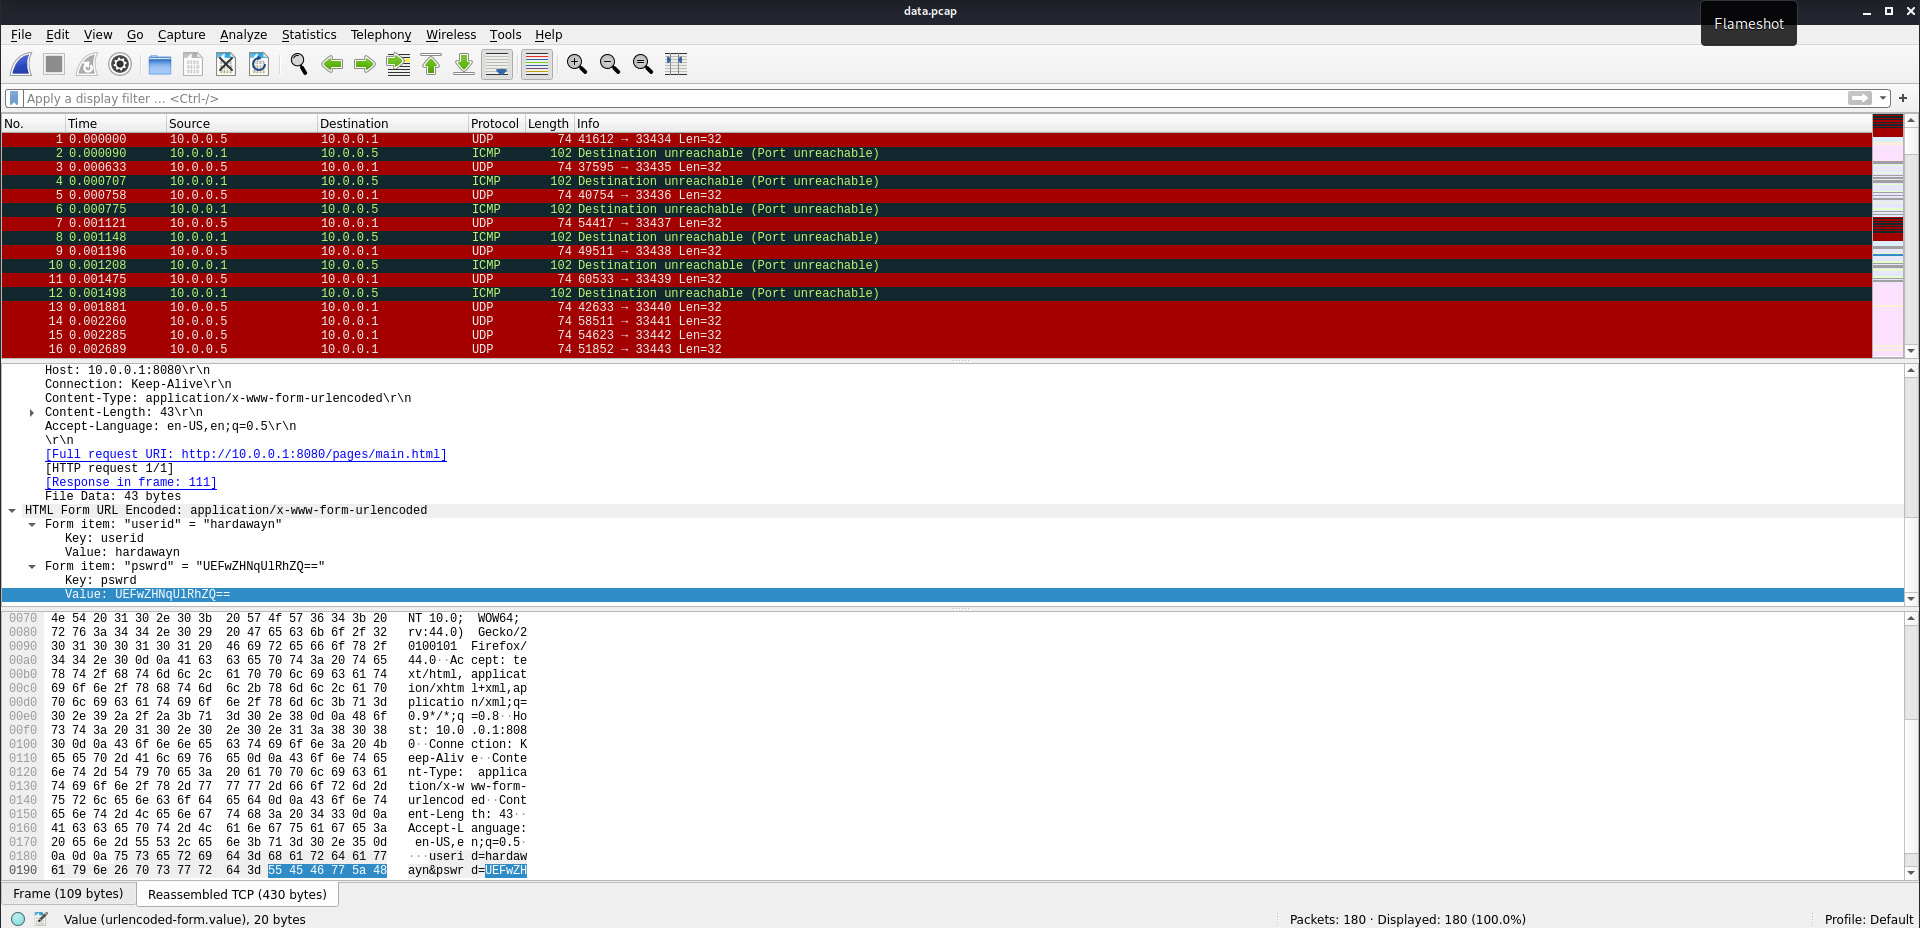 data.pcap
Flameshot
File Edit View Go Capture Analyze Statistics Telephony Wireless Tools Help
Apply a display filter … <Ctrl-/>
No. Time Source Destination Protocol Length Info
1 0.000000 10.0.0.5 10.0.0.1 UDP 74 41612 → 33434 Len=32
2 0.000090 10.0.0.1 10.0.0.5 ICMP 102 Destination unreachable (Port unreachable)
3 0.000633 10.0.0.5 10.0.0.1 UDP 74 37595 → 33435 Len=32
4 0.000707 10.0.0.1 10.0.0.5 ICMP 102 Destination unreachable (Port unreachable)
5 0.000758 10.0.0.5 10.0.0.1 UDP 74 40754 → 33436 Len=32
6 0.000775 10.0.0.1 10.0.0.5 ICMP 102 Destination unreachable (Port unreachable)
7 0.001121 10.0.0.5 10.0.0.1 UDP 74 54417 → 33437 Len=32
8 0.001148 10.0.0.1 10.0.0.5 ICMP 102 Destination unreachable (Port unreachable)
9 0.001196 10.0.0.5 10.0.0.1 UDP 74 49511 → 33438 Len=32
10 0.001208 10.0.0.1 10.0.0.5 ICMP 102 Destination unreachable (Port unreachable)
11 0.001475 10.0.0.5 10.0.0.1 UDP 74 60533 → 33439 Len=32
12 0.001498 10.0.0.1 10.0.0.5 ICMP 102 Destination unreachable (Port unreachable)
13 0.001881 10.0.0.5 10.0.0.1 UDP 74 42633 → 33440 Len=32
14 0.002260 10.0.0.5 10.0.0.1 UDP 74 58511 → 33441 Len=32
15 0.002285 10.0.0.5 10.0.0.1 UDP 74 54623 → 33442 Len=32
16 0.002689 10.0.0.5 10.0.0.1 UDP 74 51852 → 33443 Len=32
Host: 10.0.0.1:8080\r\n
Connection: Keep-Alive\r\n
Content-Type: application/x-www-form-urlencoded\r\n
Content-Length: 43\r\n
Accept-Language: en-US,en;q=0.5\r\n
\r\n
[Full request URI: http://10.0.0.1:8080/pages/main.html]
[HTTP request 1/1]
[Response in frame: 111]
File Data: 43 bytes
HTML Form URL Encoded: application/x-www-form-urlencoded
Form item: "userid" = "hardawayn"
Key: userid
Value: hardawayn
Form item: "pswrd" = "UEFwZHNqUlRhZQ=="
Key: pswrd
Value: UEFwZHNqUlRhZQ==
0070 4e 54 20 31 30 2e 30 3b 20 57 4f 57 36 34 3b 20 NT 10.0; WOW64;
0080 72 76 3a 34 34 2e 30 29 20 47 65 63 6b 6f 2f 32 rv:44.0) Gecko/2
0090 30 31 30 30 31 30 31 20 46 69 72 65 66 6f 78 2f 0100101 Firefox/
00a0 34 34 2e 30 0d 0a 41 63 63 65 70 74 3a 20 74 65 44.0··Ac cept: te
00b0 78 74 2f 68 74 6d 6c 2c 61 70 70 6c 69 63 61 74 xt/html, applicat
00c0 69 6f 6e 2f 78 68 74 6d 6c 2b 78 6d 6c 2c 61 70 ion/xhtm l+xml,ap
00d0 70 6c 69 63 61 74 69 6f 6e 2f 78 6d 6c 3b 71 3d plicatio n/xml;q=
00e0 30 2e 39 2a 2f 2a 3b 71 3d 30 2e 38 0d 0a 48 6f 0.9*/*;q =0.8··Ho
00f0 73 74 3a 20 31 30 2e 30 2e 30 2e 31 3a 38 30 38 st: 10.0 .0.1:808
0100 30 0d 0a 43 6f 6e 6e 65 63 74 69 6f 6e 3a 20 4b 0··Conne ction: K
0110 65 65 70 2d 41 6c 69 76 65 0d 0a 43 6f 6e 74 65 eep-Aliv e··Conte
0120 6e 74 2d 54 79 70 65 3a 20 61 70 70 6c 69 63 61 nt-Type: applica
0130 74 69 6f 6e 2f 78 2d 77 77 77 2d 66 6f 72 6d 2d tion/x-w ww-form-
0140 75 72 6c 65 6e 63 6f 64 65 64 0d 0a 43 6f 6e 74 urlencod ed··Cont
0150 65 6e 74 2d 4c 65 6e 67 74 68 3a 20 34 33 0d 0a ent-Leng th: 43··
0160 41 63 63 65 70 74 2d 4c 61 6e 67 75 61 67 65 3a Accept-L anguage:
0170 20 65 6e 2d 55 53 2c 65 6e 3b 71 3d 30 2e 35 0d en-US,e n;q=0.5·
0180 0a 0d 0a 75 73 65 72 69 64 3d 68 61 72 64 61 77 ···useri d=hardaw
0190 61 79 6e 26 70 73 77 72 64 3d 55 45 46 77 5a 48 ayn&pswr d=UEFwZH
Frame (109 bytes) Reassembled TCP (430 bytes)
Value (urlencoded-form.value), 20 bytes Packets: 180 · Displayed: 180 (100.0%) Profile: Default